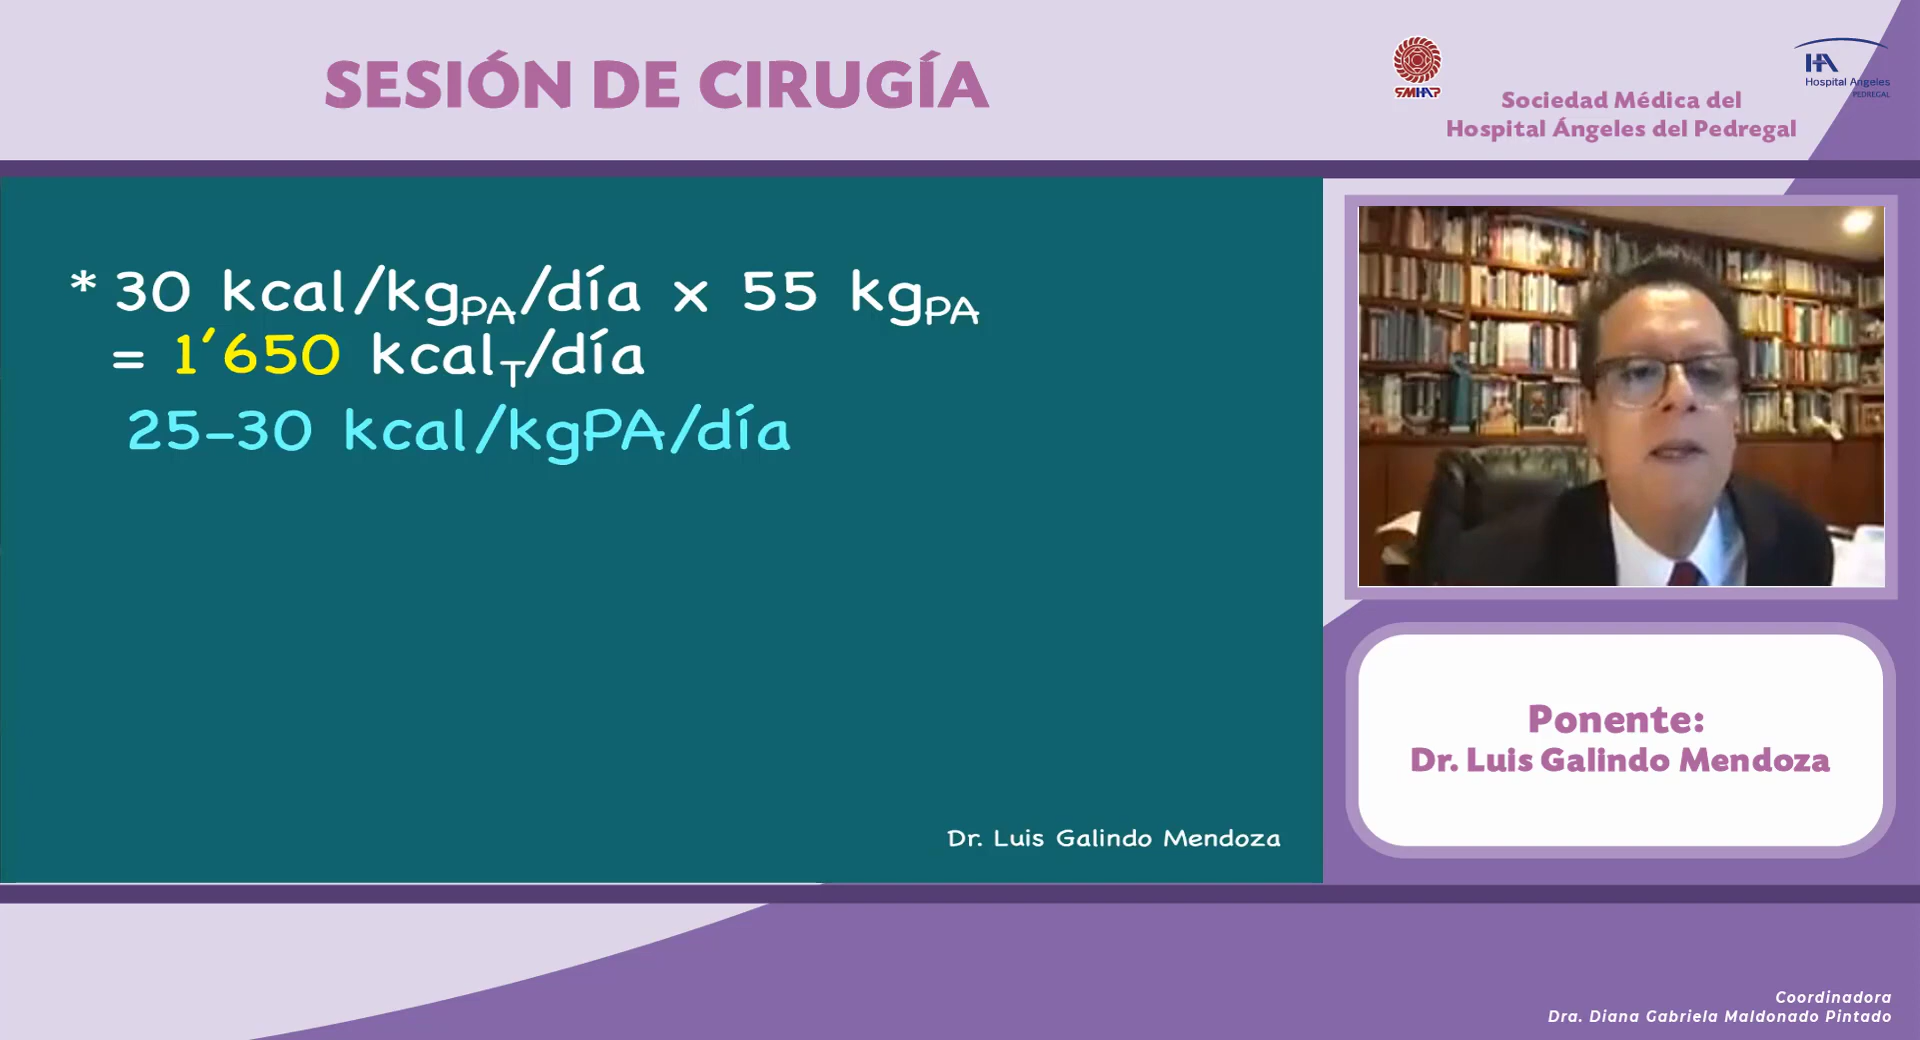 SESIÓN DE CIRUGÍA
SMHAP
Sociedad Médica del
Hospital Ángeles del Pedregal
HA
Hospital Angeles
PEDREGAL
* 30 kcal/kgPA/día x 55 kgPA
= 1’650 kcalT/día
25-30 kcal/kgPA/día
Dr. Luis Galindo Mendoza
Ponente:
Dr. Luis Galindo Mendoza
Coordinadora
Dra. Diana Gabriela Maldonado Pintado